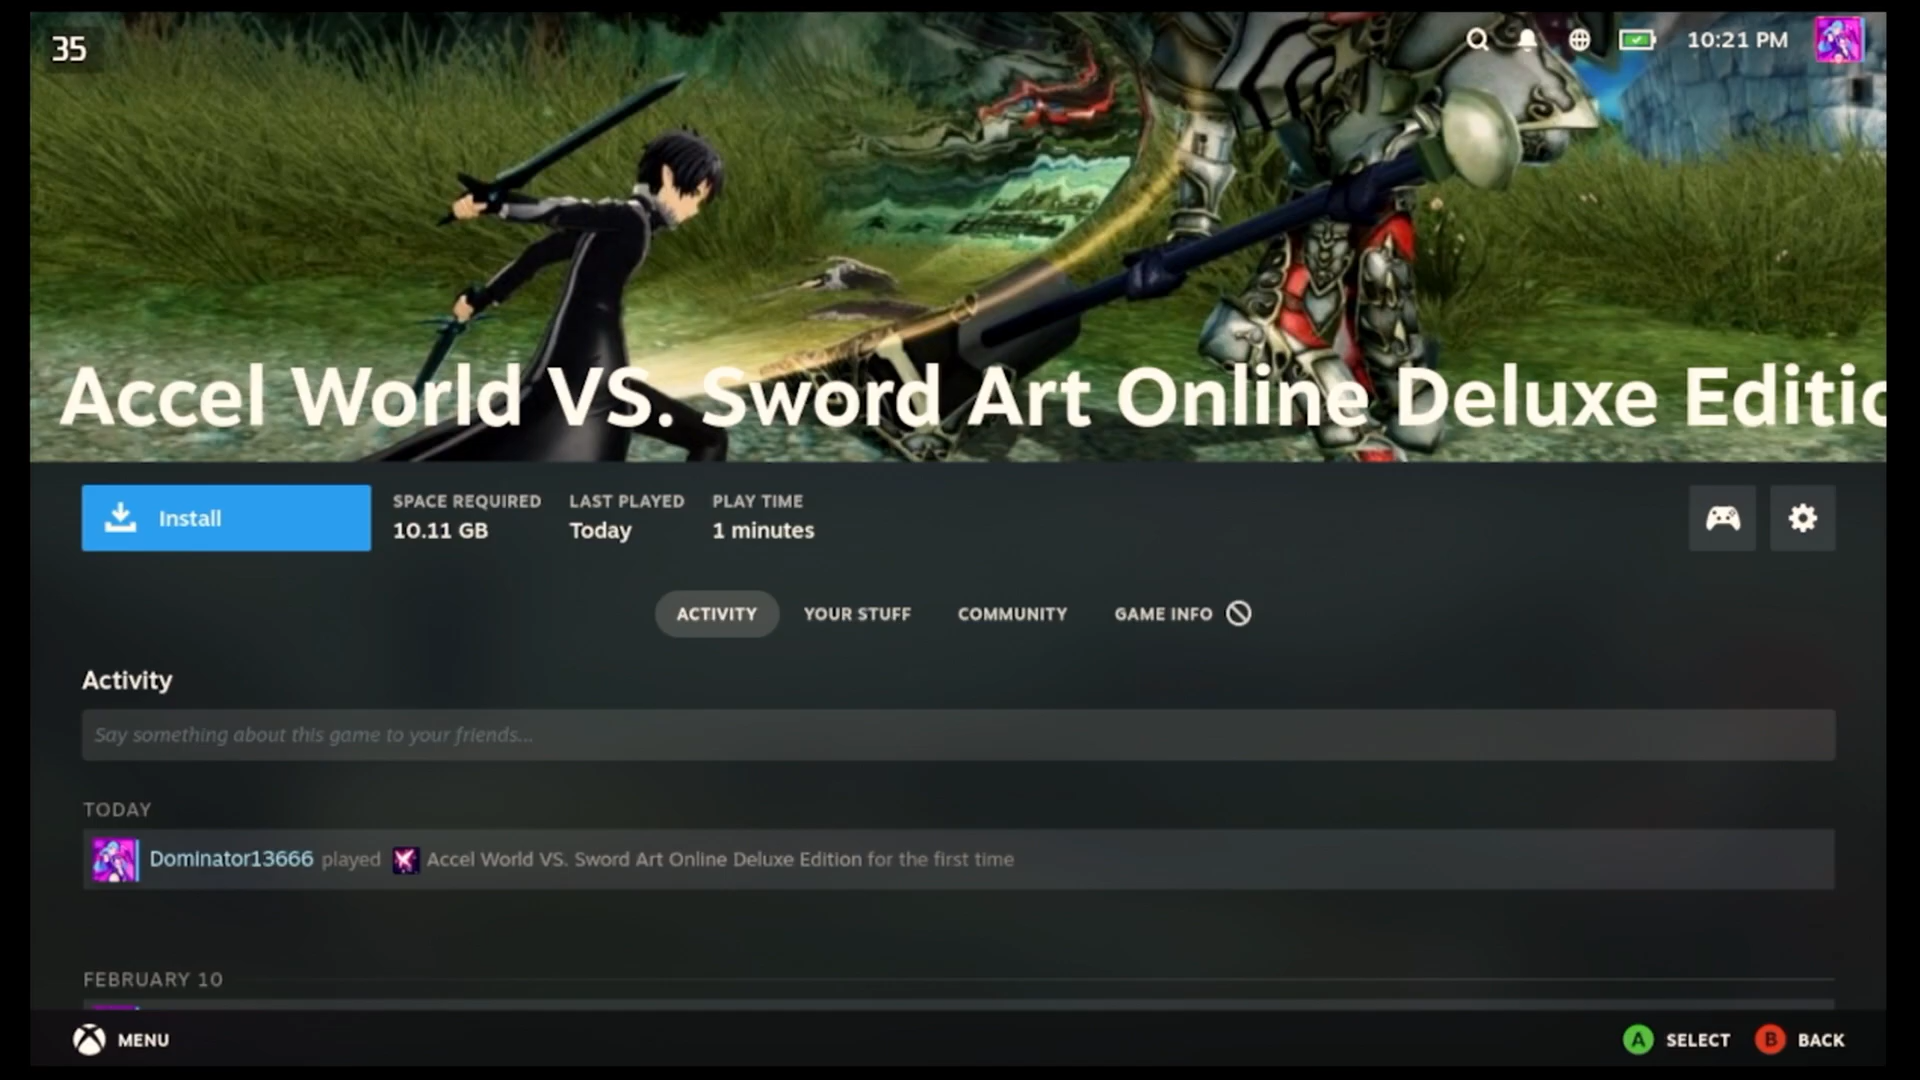 35
10:21 PM
Accel World VS. Sword Art Online Deluxe Editio
Install
SPACE REQUIRED
10.11 GB
LAST PLAYED
Today
PLAY TIME
1 minutes
ACTIVITY
YOUR STUFF
COMMUNITY
GAME INFO
Activity
Say something about this game to your friends...
TODAY
Dominator13666 played Accel World VS. Sword Art Online Deluxe Edition for the first time
FEBRUARY 10
MENU
A SELECT
B BACK